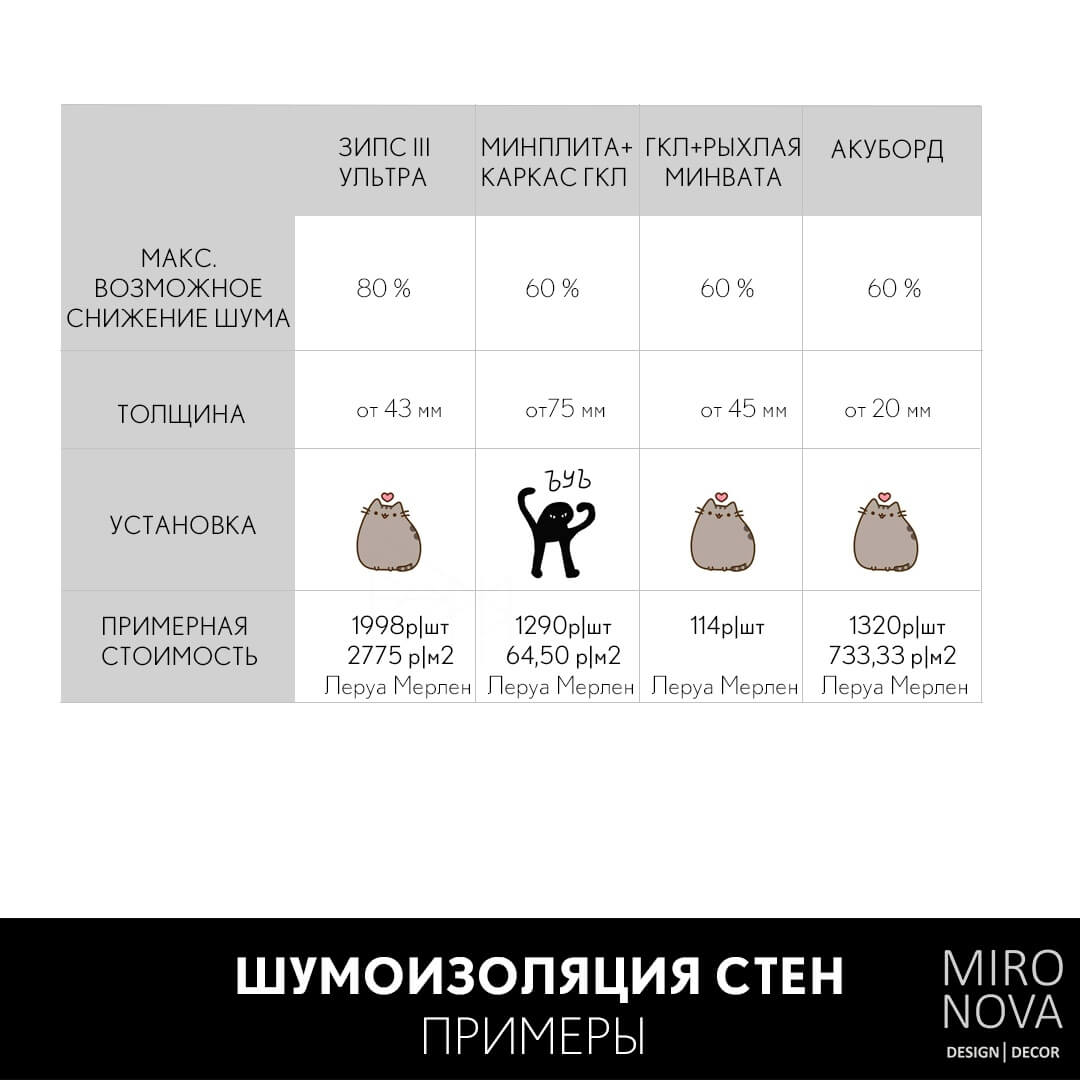 ЗИПС III
УЛЬТРА
МИНПЛИТА+
КАРКАС ГКЛ
ГКЛ+РЫХЛАЯ
МИНВАТА
АКУБОРД
МАКС.
ВОЗМОЖНОЕ
СНИЖЕНИЕ ШУМА
80 %
60 %
60 %
60 %
ТОЛЩИНА
от 43 мм
от75 мм
от 45 мм
от 20 мм
УСТАНОВКА
ЪУЪ
ПРИМЕРНАЯ
СТОИМОСТЬ
1998р|шт
2775 р|м2
Леруа Мерлен
1290р|шт
64,50 р|м2
Леруа Мерлен
114р|шт
Леруа Мерлен
1320р|шт
733,33 р|м2
Леруа Мерлен
ШУМОИЗОЛЯЦИЯ СТЕН
ПРИМЕРЫ
MIRO
NOVA
DESIGN|DECOR